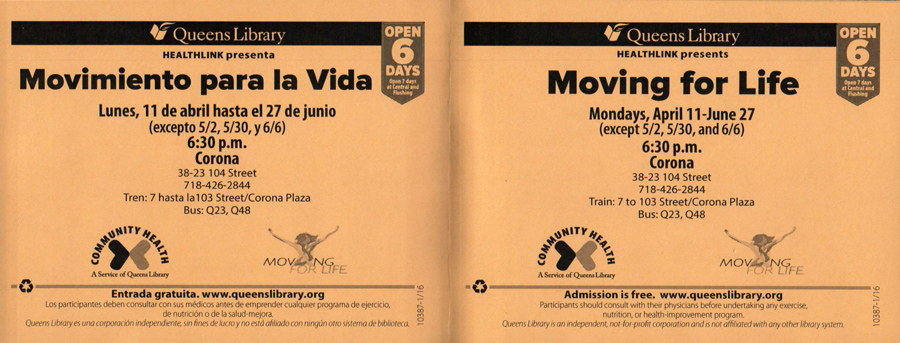 Queens Library
HEALTHLINK presenta
Movimiento para la Vida
OPEN
6
DAYS
Open 7 days
at Central and
Flushing
Lunes, 11 de abril hasta el 27 de junio
(excepto 5/2, 5/30, y 6/6)
6:30 p.m.
Corona
38-23 104 Street
718-426-2844
Tren: 7 hasta la103 Street/Corona Plaza
Bus: Q23, Q48
COMMUNITY HEALTH
A Service of Queens Library
MOVING
FOR LIFE
Entrada gratuita. www.queenslibrary.org
Los participantes deben consultar con sus médicos antes de emprender cualquier programa de ejercicio,
de nutrición o de la salud-mejora.
Queens Library es una corporación independiente, sin fines de lucro y no está afiliado con ningún otro sistema de biblioteca.
10387-1/16
Queens Library
HEALTHLINK presents
Moving for Life
OPEN
6
DAYS
Open 7 days
at Central and
Flushing
Mondays, April 11-June 27
(except 5/2, 5/30, and 6/6)
6:30 p.m.
Corona
38-23 104 Street
718-426-2844
Train: 7 to 103 Street/Corona Plaza
Bus: Q23, Q48
COMMUNITY HEALTH
A Service of Queens Library
MOVING
FOR LIFE
Admission is free. www.queenslibrary.org
Participants should consult with their physicians before undertaking any exercise,
nutrition, or health-improvement program.
Queens Library is an independent, not-for-profit corporation and is not affiliated with any other library system.
10387-1/16